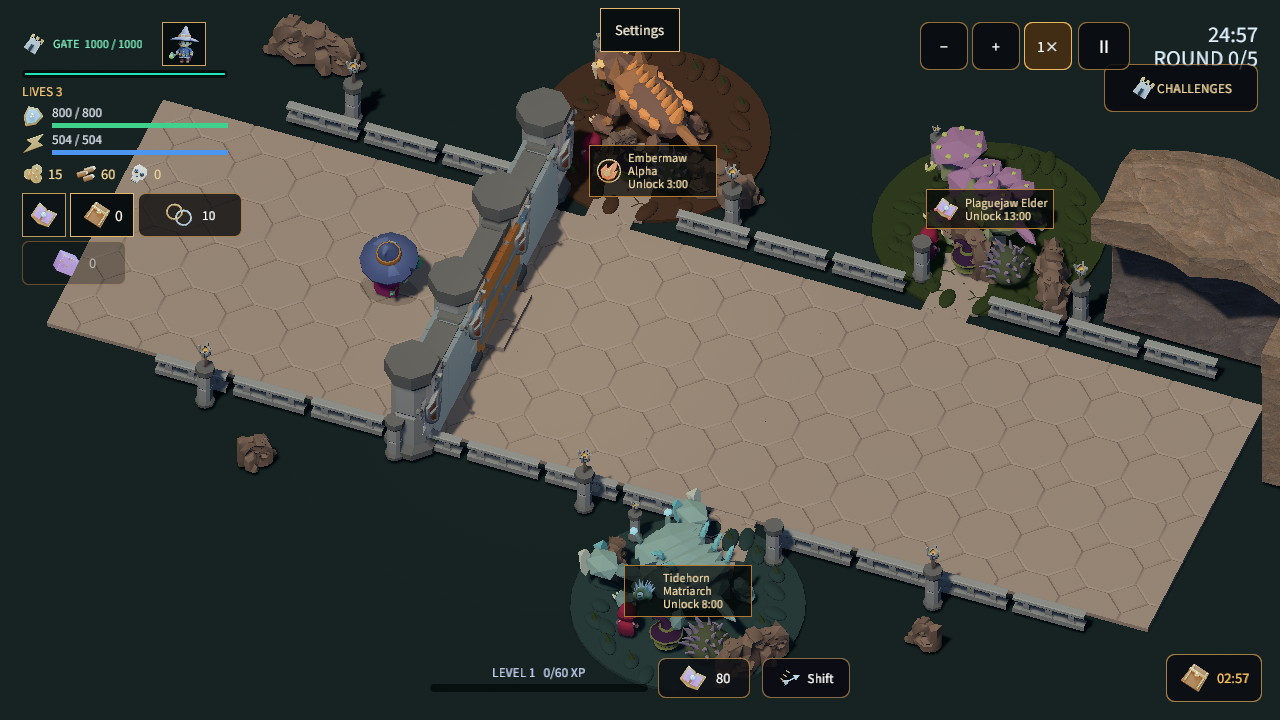 GATE 1000 / 1000
Settings
−
+
1×
24:57
ROUND 0/5
CHALLENGES
LIVES 3
800 / 800
504 / 504
15
60
0
0
10
0
Embermaw
Alpha
Unlock 3:00
Plaguejaw Elder
Unlock 13:00
Tidehorn
Matriarch
Unlock 8:00
LEVEL 1 0/60 XP
80
Shift
02:57